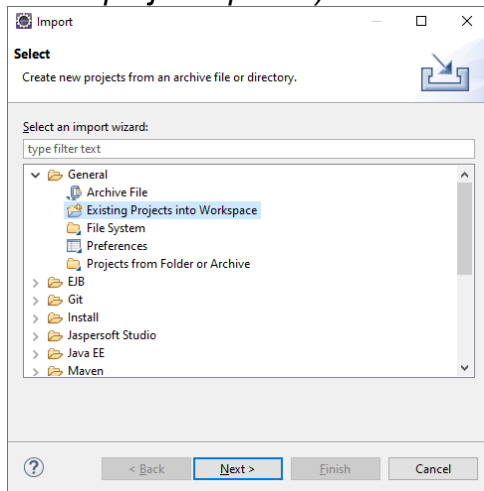 Import
Select
Create new projects from an archive file or directory.
Select an import wizard:
type filter text
General
Archive File
Existing Projects into Workspace
File System
Preferences
Projects from Folder or Archive
EJB
Git
Install
Jaspersoft Studio
Java EE
Maven
? < Back Next > Finish Cancel